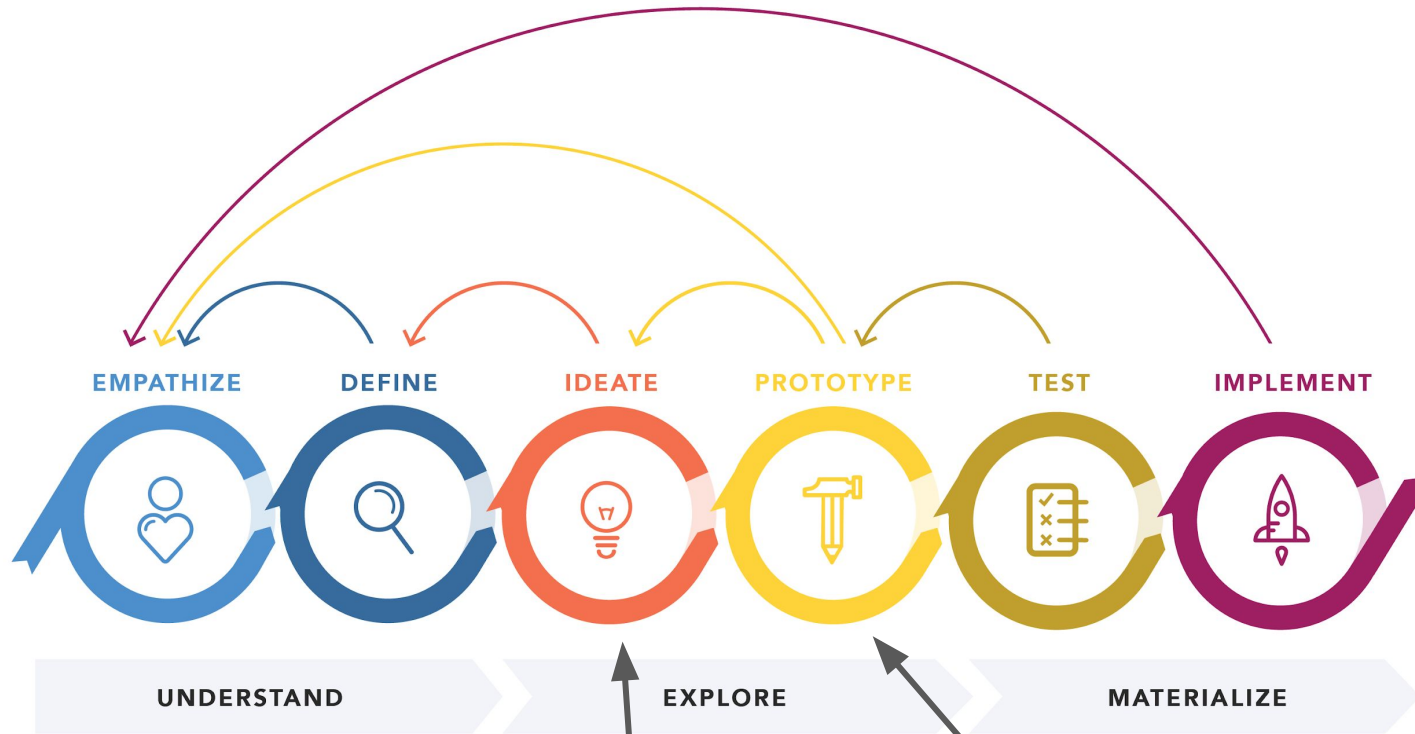 EMPATHIZE
DEFINE
IDEATE
PROTOTYPE
TEST
IMPLEMENT
UNDERSTAND
EXPLORE
MATERIALIZE